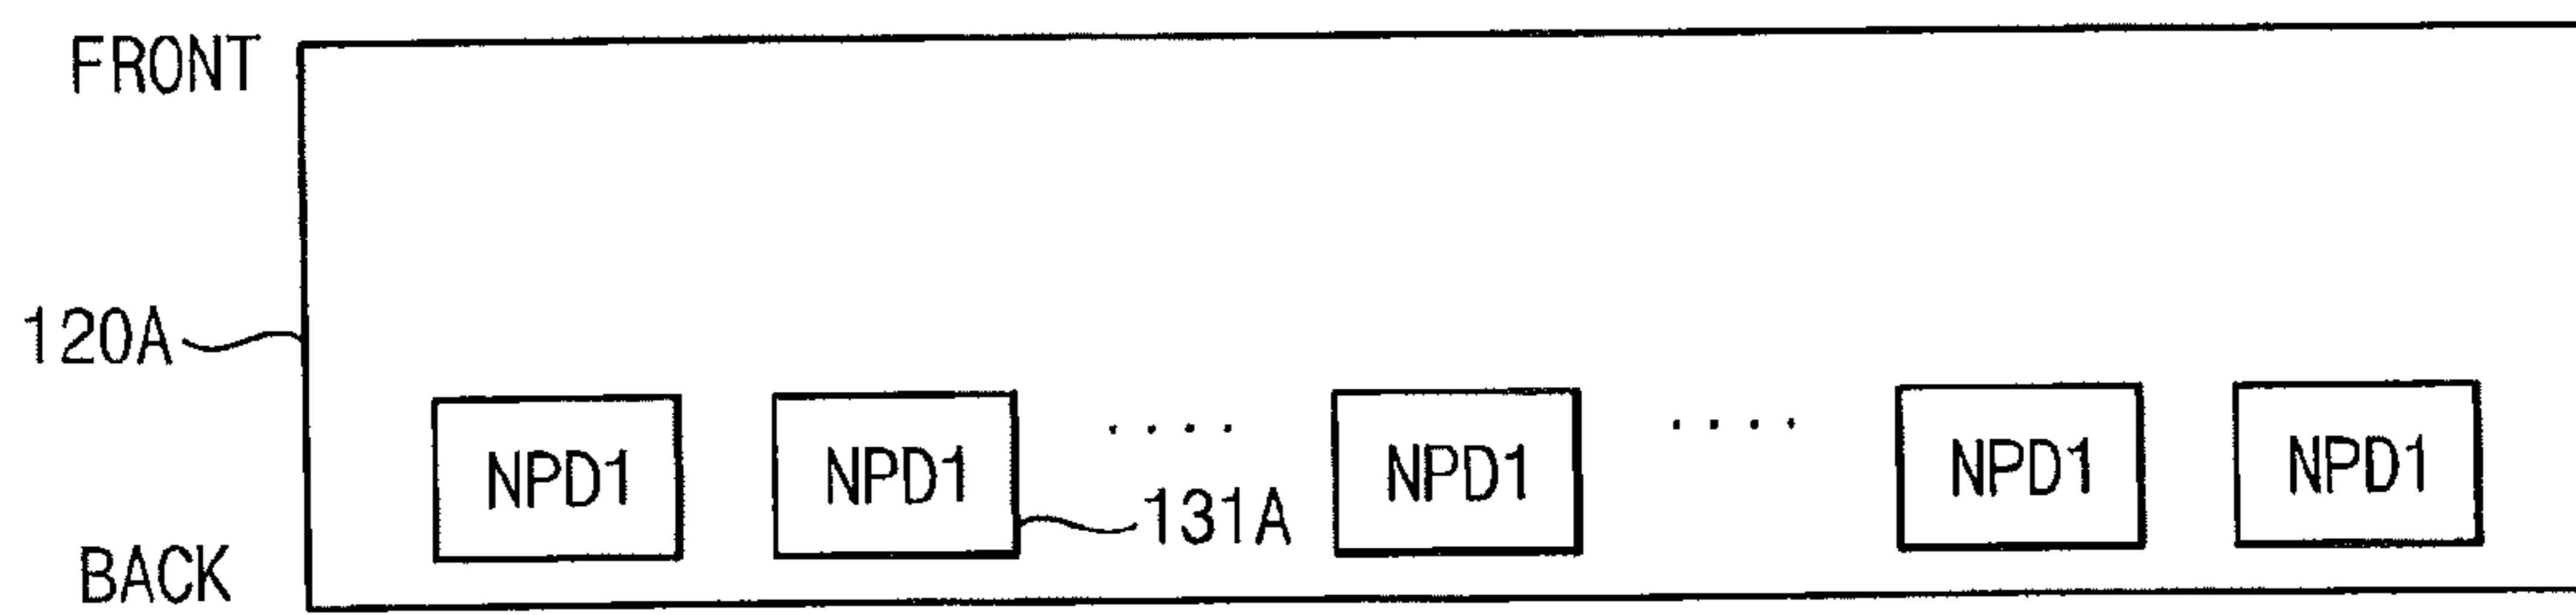 FRONT
120A
NPD1 NPD1 .... NPD1 .... NPD1 NPD1
131A
BACK